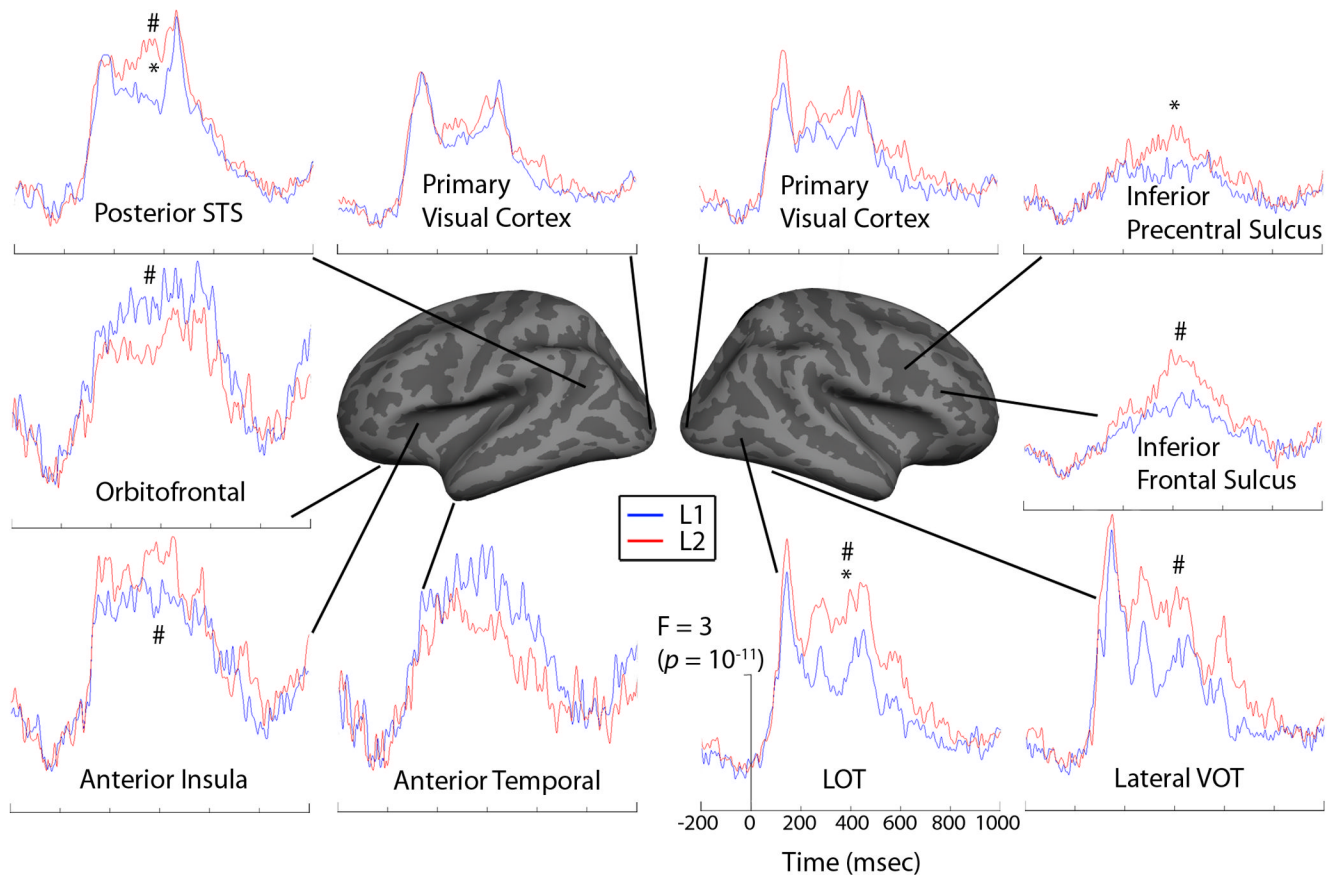 #
*
Posterior STS
Primary
Visual Cortex
Primary
Visual Cortex
*
Inferior
Precentral Sulcus
#
Orbitofrontal
#
Inferior
Frontal Sulcus
L1
L2
#
Anterior Insula
Anterior Temporal
F = 3
(p = 10⁻¹¹)
#
*
LOT
#
Lateral VOT
-200 0 200 400 600 800 1000
Time (msec)